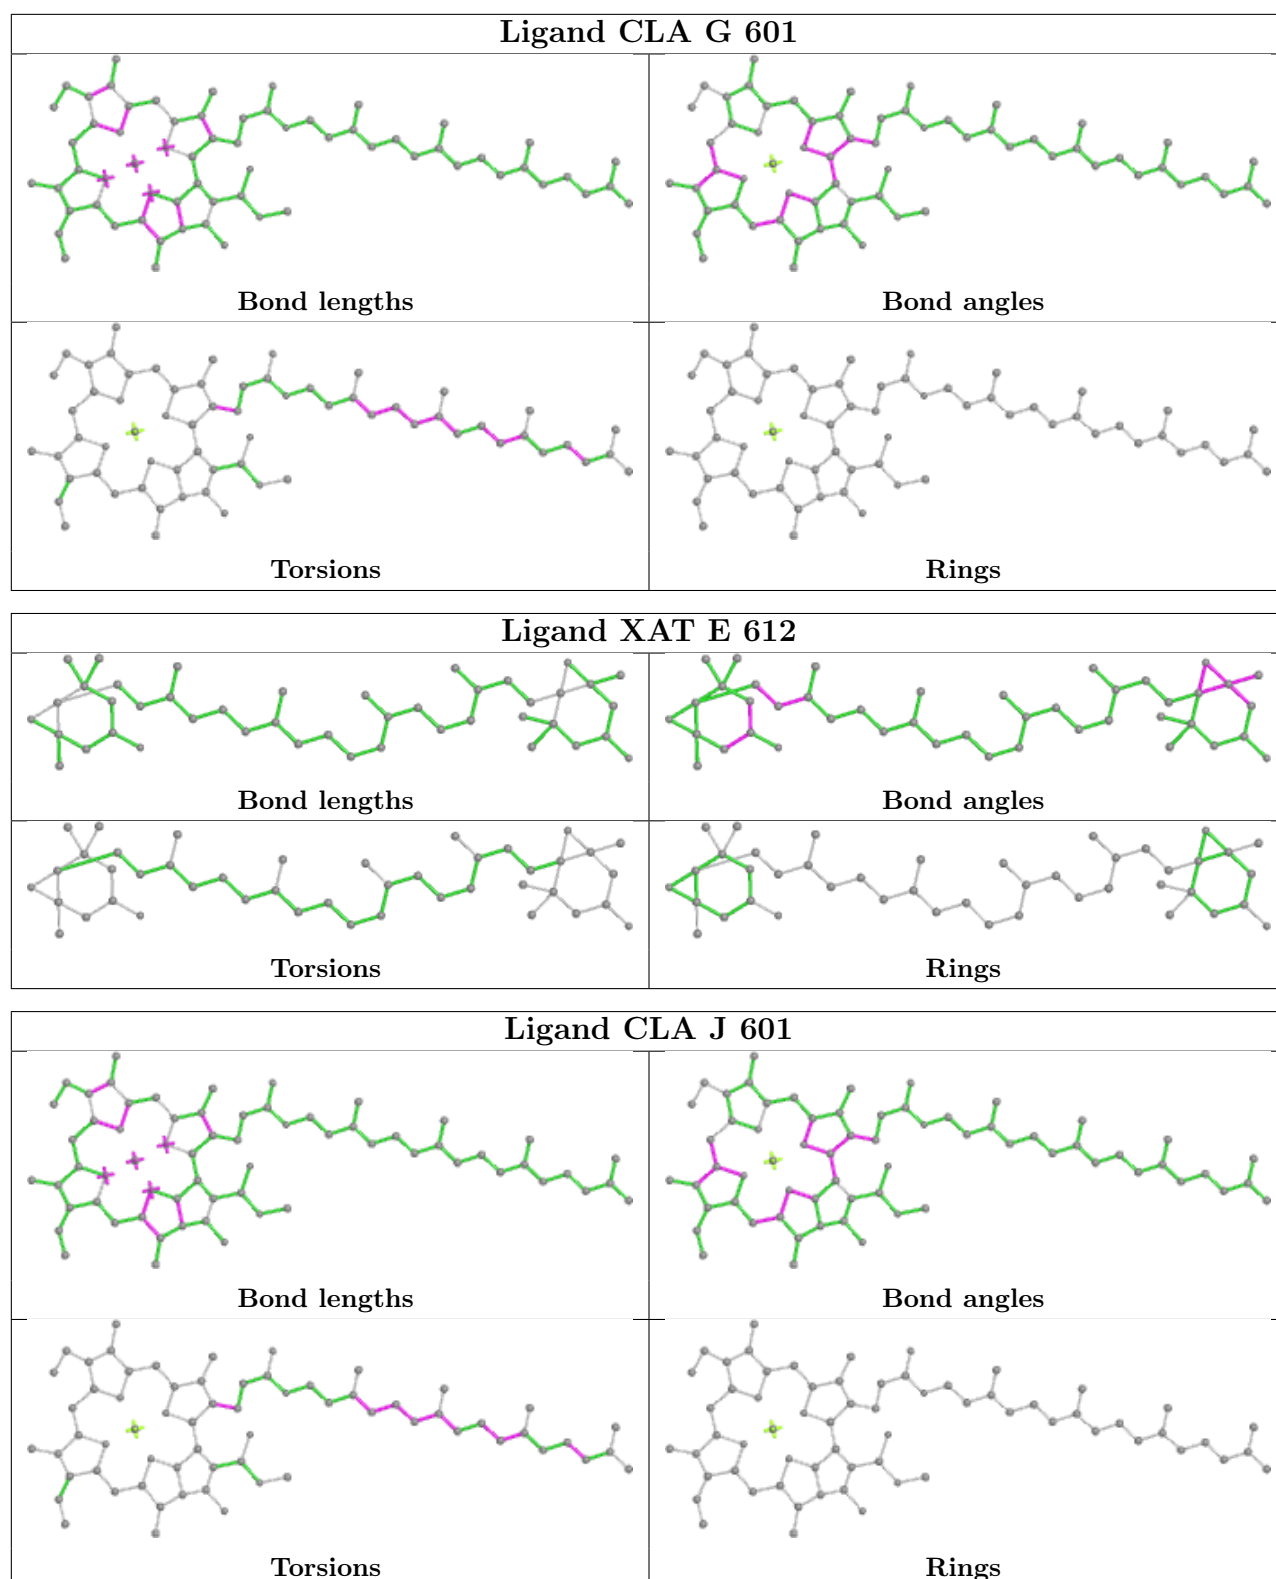 Ligand CLA G 601
Bond lengths
Bond angles
Torsions
Rings
Ligand XAT E 612
Bond lengths
Bond angles
Torsions
Rings
Ligand CLA J 601
Bond lengths
Bond angles
Torsions
Rings